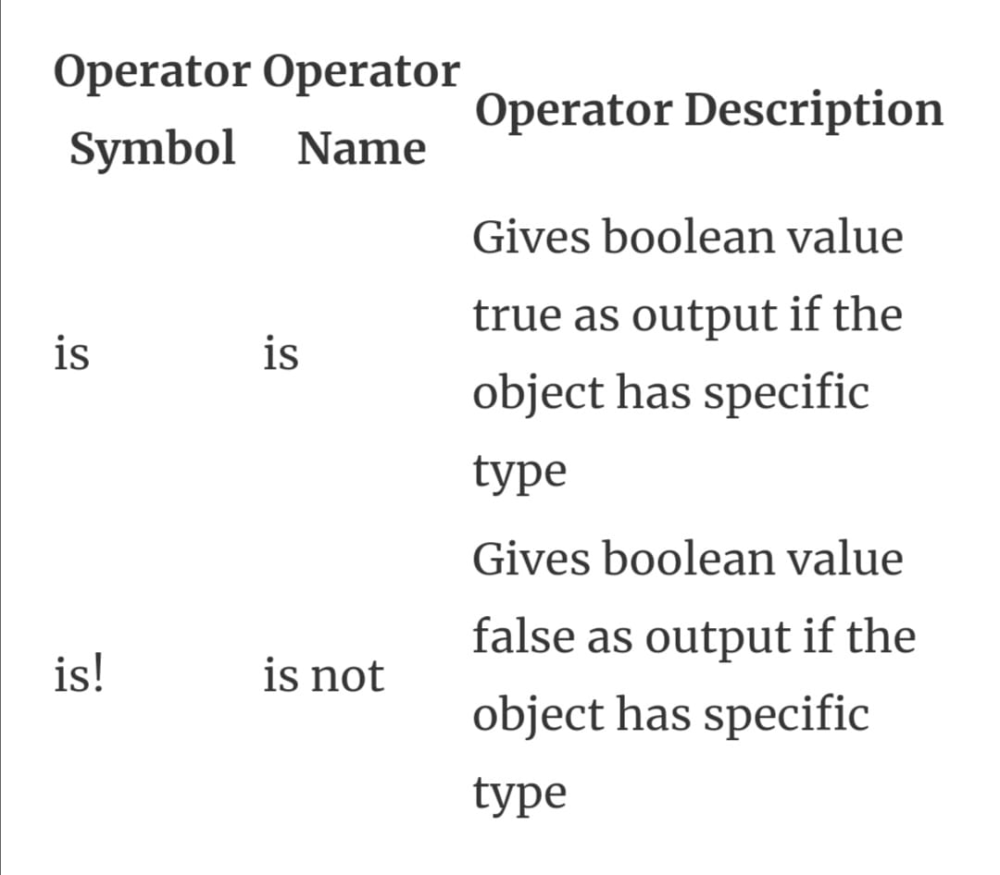 Operator Operator
Symbol Name
Operator Description
is
is
Gives boolean value
true as output if the
object has specific
type
is!
is not
Gives boolean value
false as output if the
object has specific
type